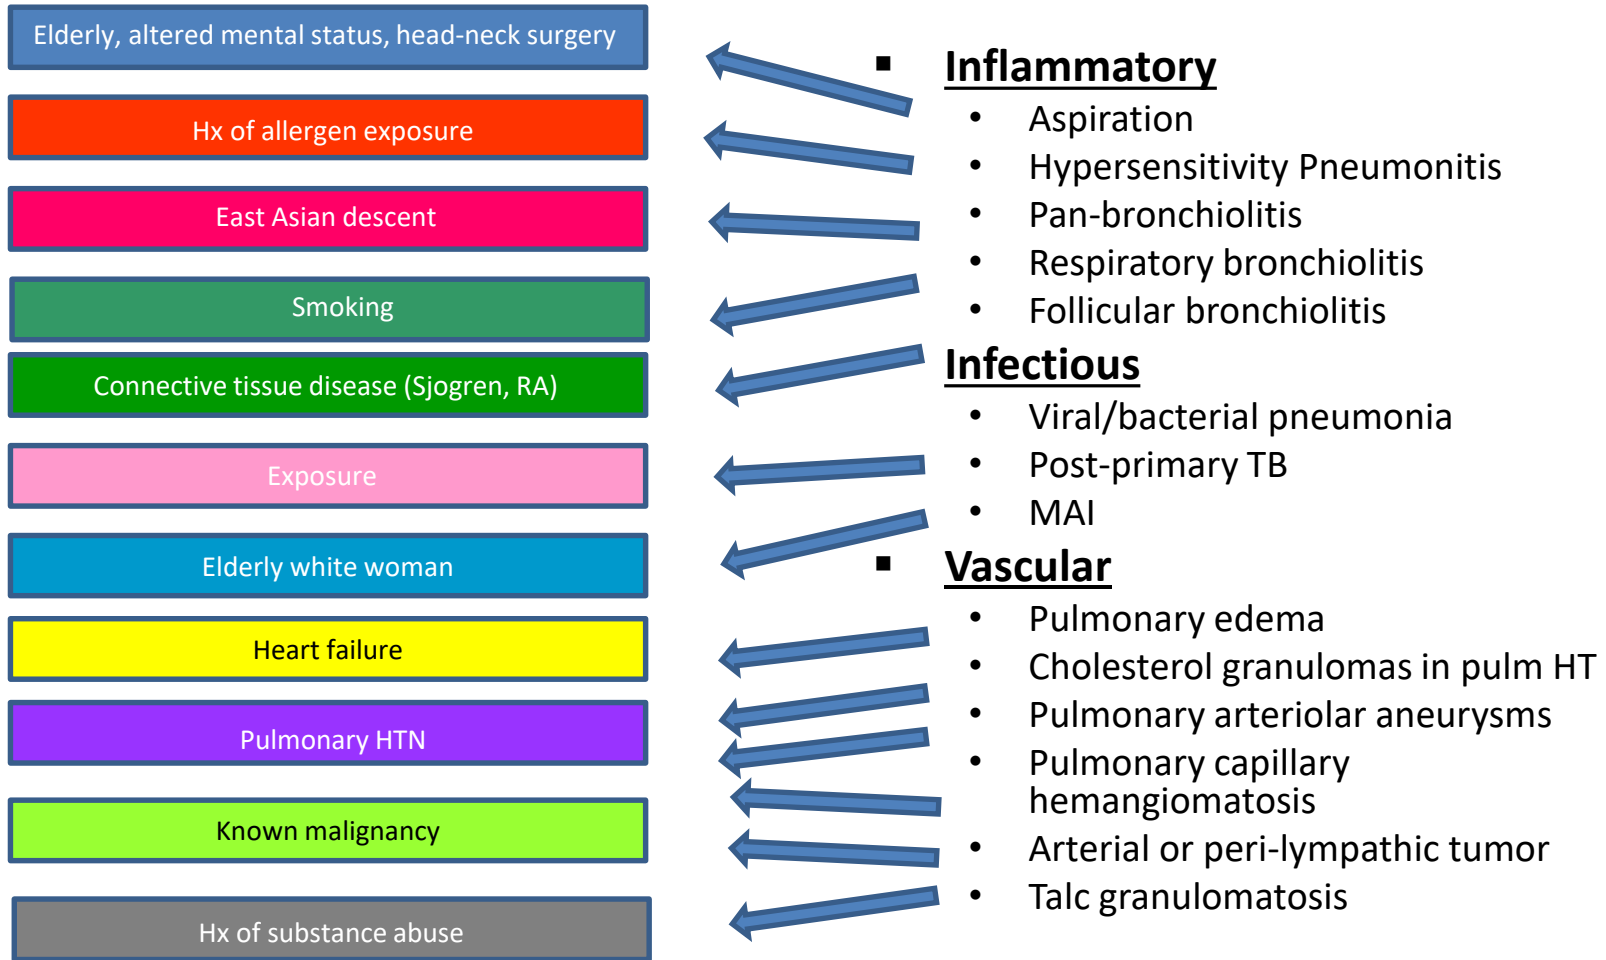 Elderly, altered mental status, head-neck surgery
Hx of allergen exposure
East Asian descent
Smoking
Connective tissue disease (Sjogren, RA)
Exposure
Elderly white woman
Heart failure
Pulmonary HTN
Known malignancy
Hx of substance abuse
▪ Inflammatory
• Aspiration
• Hypersensitivity Pneumonitis
• Pan-bronchiolitis
• Respiratory bronchiolitis
• Follicular bronchiolitis
Infectious
• Viral/bacterial pneumonia
• Post-primary TB
• MAI
▪ Vascular
• Pulmonary edema
• Cholesterol granulomas in pulm HT
• Pulmonary arteriolar aneurysms
• Pulmonary capillary
hemangiomatosis
• Arterial or peri-lymphatic tumor
• Talc granulomatosis